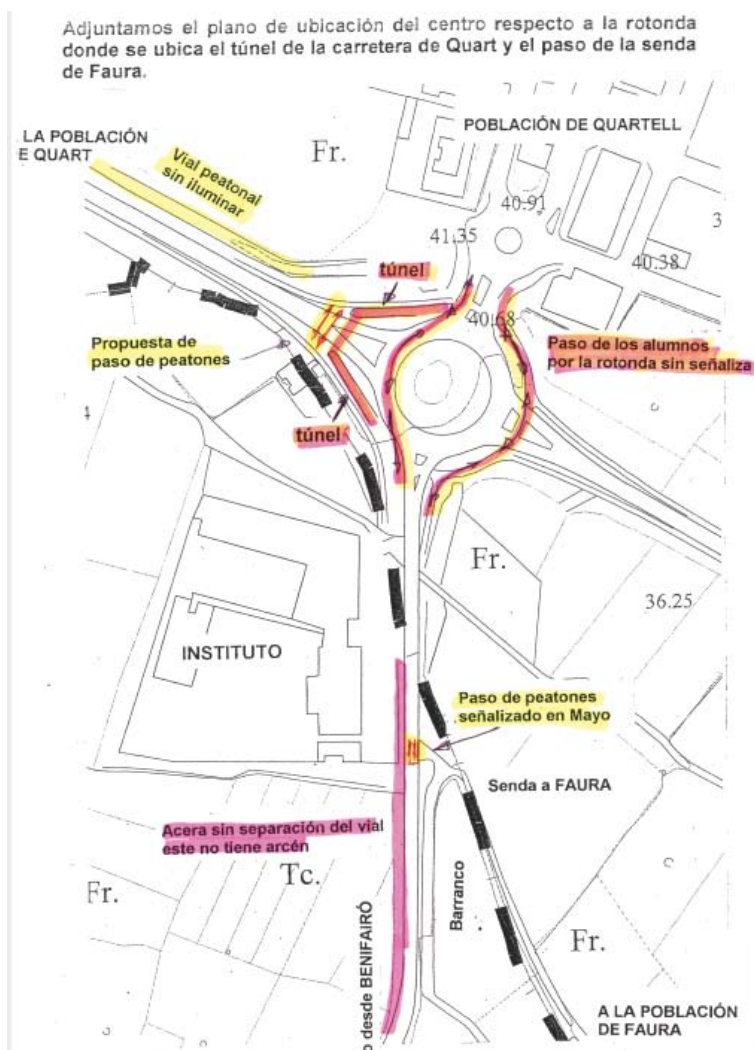 Adjuntamos el plano de ubicación del centro respecto a la rotonda
donde se ubica el túnel de la carretera de Quart y el paso de la senda
de Faura.
LA POBLACIÓN
E QUART
Vial peatonal
sin iluminar
Fr.
POBLACIÓN DE QUARTELL
40.91
3
41.35
40.38
túnel
40.68
Propuesta de
paso de peatones
Paso de los alumnos
por la rotonda sin señaliza
4
túnel
Fr.
36.25
INSTITUTO
Paso de peatones
señalizado en Mayo
Senda a FAURA
Acera sin separación del vial
este no tiene arcén
Tc.
Fr.
Barranco
Fr.
o desde BENIFAIRÓ
A LA POBLACIÓN
DE FAURA